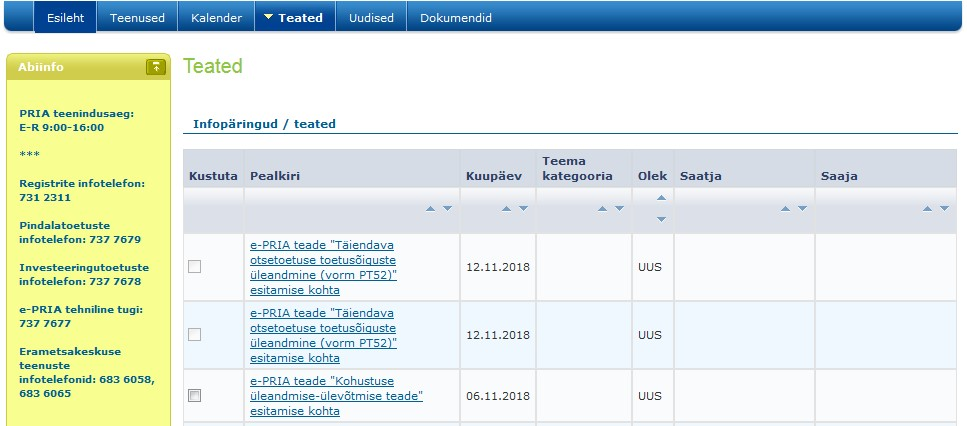 Esileht Teenused Kalender Teated Uudised Dokumendid
Abiinfo
PRIA teenindusaeg:
E-R 9:00-16:00
***
Registrite infotelefon:
731 2311
Pindalatoetuste
infotelefon: 737 7679
Investeeringutoetuste
infotelefon: 737 7678
e-PRIA tehniline tugi:
737 7677
Erametsakeskuse
teenuste
infotelefonid: 683 6058,
683 6065
Teated
Infopäringud / teated
Kustuta Pealkiri Kuupäev Teema kategooria Olek Saatja Saaja
e-PRIA teade "Täiendava
otsetoetuse toetusõiguste
üleandmine (vorm PT52)"
esitamise kohta
12.11.2018 UUS
e-PRIA teade "Täiendava
otsetoetuse toetusõiguste
üleandmine (vorm PT52)"
esitamise kohta
12.11.2018 UUS
e-PRIA teade "Kohustuse
üleandmise-ülevõtmise teade"
esitamise kohta
06.11.2018 UUS